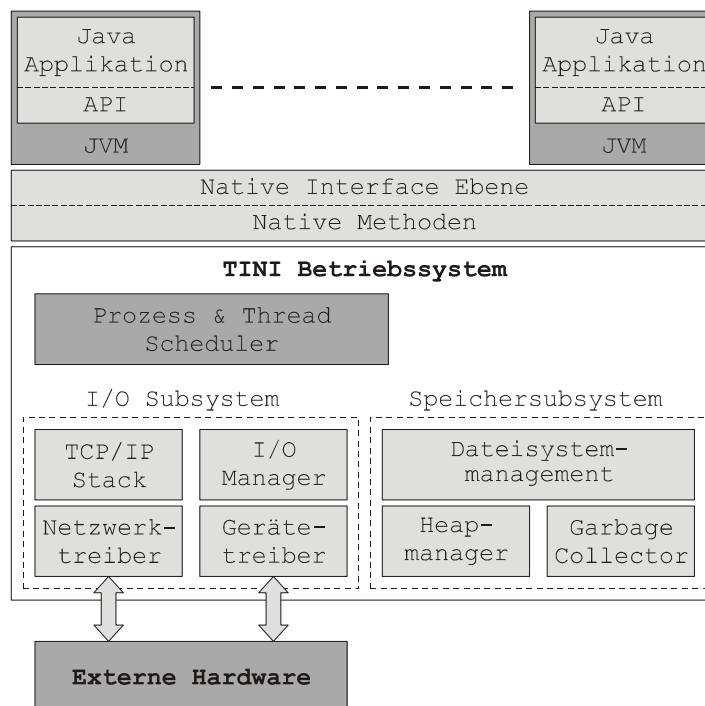 Java
Applikation
API
JVM
Java
Applikation
API
JVM
Native Interface Ebene
Native Methoden
TINI Betriebssystem
Prozess & Thread
Scheduler
I/O Subsystem
Speichersubsystem
TCP/IP
Stack
I/O
Manager
Dateisystem-
management
Netzwerk-
treiber
Geräte-
treiber
Heap-
manager
Garbage
Collector
Externe Hardware